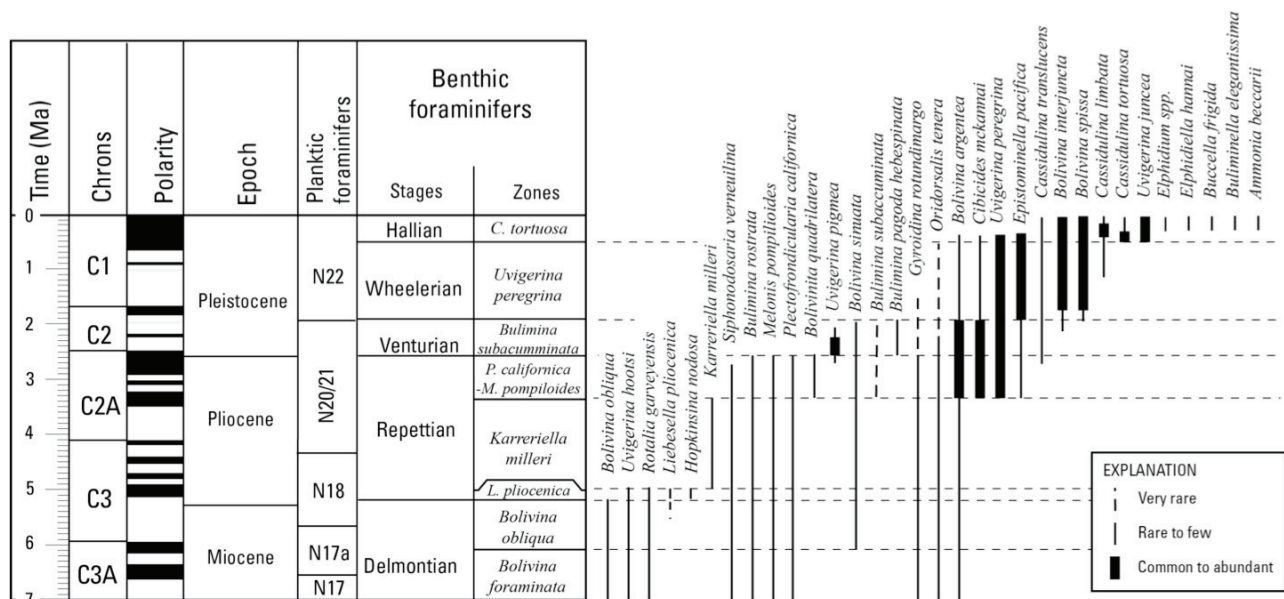 Time (Ma)
Chrons
Polarity
Epoch
Planktic
foraminifers
Benthic
foraminifers
Stages
Zones
0
1
2
3
4
5
6
7
C1
C2
C2A
C3
C3A
Pleistocene
Pliocene
Miocene
N22
N20/21
N18
N17a
N17
Hallian
Wheelerian
Venturian
Repettian
Delmontian
C. tortuosa
Uvigerina
peregrina
Bulimina
subacumminata
P. californica
-M. pompiloides
Karreriella
milleri
L. pliocenica
Bolivina
obliqua
Bolivina
foraminata
Bolivina obliqua
Uvigerina hootsi
Rotalia garveyensis
Liebesella pliocenica
Hopkinsina nodosa
Karreriella milleri
Siphonodosaria verneuilina
Bulimina rostrata
Melonis pompilioides
Plectofrondicularia californica
Bolivinita quadrilatera
Uvigerina pigmea
Bolivina sinuata
Bulimina subaccuminata
Bulimina pagoda hebespinata
Gyroidina rotundimargo
Oridorsalis tenera
Bolivina argentea
Cibicides mckannai
Uvigerina peregrina
Epistominella pacifica
Cassidulina translucens
Bolivina interjuncta
Bolivina spissa
Cassidulina limbata
Cassidulina tortuosa
Uvigerina juncea
Elphidium spp.
Elphidiella hannai
Buccella frigida
Buliminella elegantissima
Ammonia beccarii
EXPLANATION
Very rare
Rare to few
Common to abundant